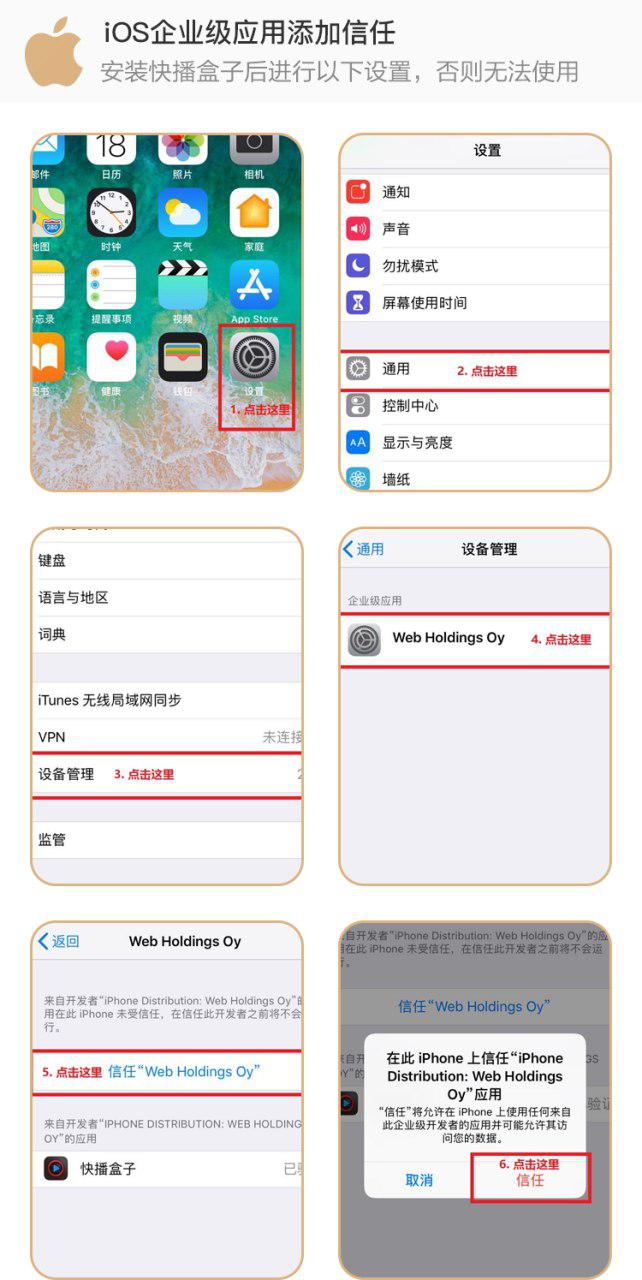 iOS企业级应用添加信任
安装快播盒子后进行以下设置，否则无法使用
18
邮件
日历
照片
相机
280
地图
时钟
天气
家庭
忘录
提醒事项
视频
App Store
图书
健康
钱包
设置
1. 点击这里
设置
通知
声音
勿扰模式
屏幕使用时间
通用
2. 点击这里
控制中心
AA
显示与亮度
墙纸
键盘
语言与地区
词典
iTunes 无线局域网同步
VPN
未连接
设备管理
3. 点击这里
2
监管
通用
设备管理
企业级应用
Web Holdings Oy
4. 点击这里
返回
Web Holdings Oy
来自开发者“iPhone Distribution: Web Holdings Oy”的
用在此 iPhone 未受信任，在信任此开发者之前将不会
行。
5. 点击这里
信任“Web Holdings Oy”
来自开发者“IPHONE DISTRIBUTION: WEB HOLDING
OY”的应用
快播盒子
已验
自开发者“iPhone Distribution: Web Holdings Oy”的应
在此 iPhone 未受信任，在信任此开发者之前将不会运
行。
信任“Web Holdings Oy”
在此 iPhone 上信任“iPhone
Distribution: Web Holdings
Oy”应用
“信任”将允许在 iPhone 上使用任何来自
此企业级开发者的应用并可能允许其访
问您的数据。
自开
GS
OY”的
验证
6. 点击这里
取消
信任